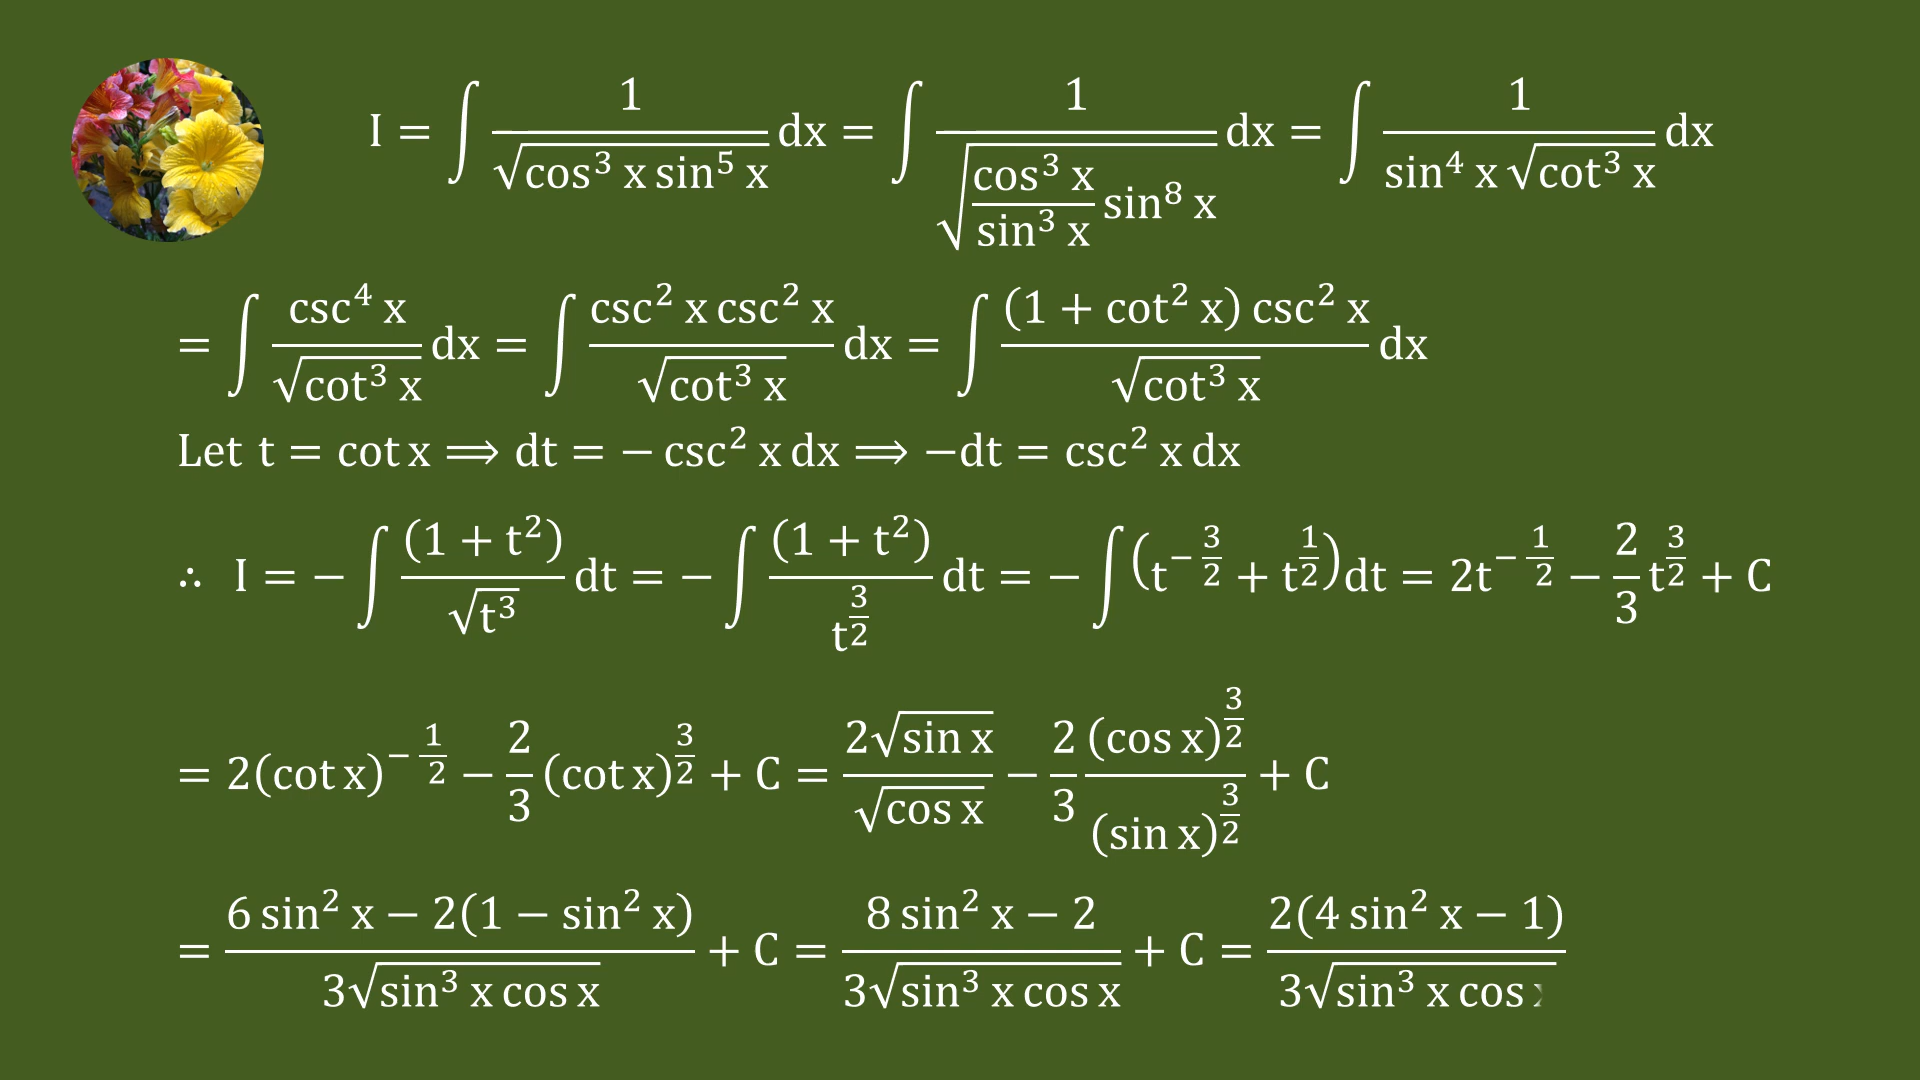 I = ∫ 1/√(cos³ x sin⁵ x) dx = ∫ 1/√((cos³ x/sin³ x) sin⁸ x) dx = ∫ 1/(sin⁴ x √(cot³ x)) dx
= ∫ csc⁴ x/√(cot³ x) dx = ∫ (csc² x csc² x)/√(cot³ x) dx = ∫ ((1 + cot² x) csc² x)/√(cot³ x) dx
Let t = cot x ⟹ dt = − csc² x dx ⟹ −dt = csc² x dx
∴ I = − ∫ (1 + t²)/√(t³) dt = − ∫ (1 + t²)/t^(3/2) dt = − ∫ (t^(−3/2) + t^(1/2)) dt = 2t^(−1/2) − (2/3) t^(3/2) + C
= 2(cot x)^(−1/2) − (2/3) (cot x)^(3/2) + C = (2√(sin x))/√(cos x) − (2/3) (cos x)^(3/2)/(sin x)^(3/2) + C
= (6 sin² x − 2(1 − sin² x))/(3√(sin³ x cos x)) + C = (8 sin² x − 2)/(3√(sin³ x cos x)) + C = (2(4 sin² x − 1))/(3√(sin³ x cos